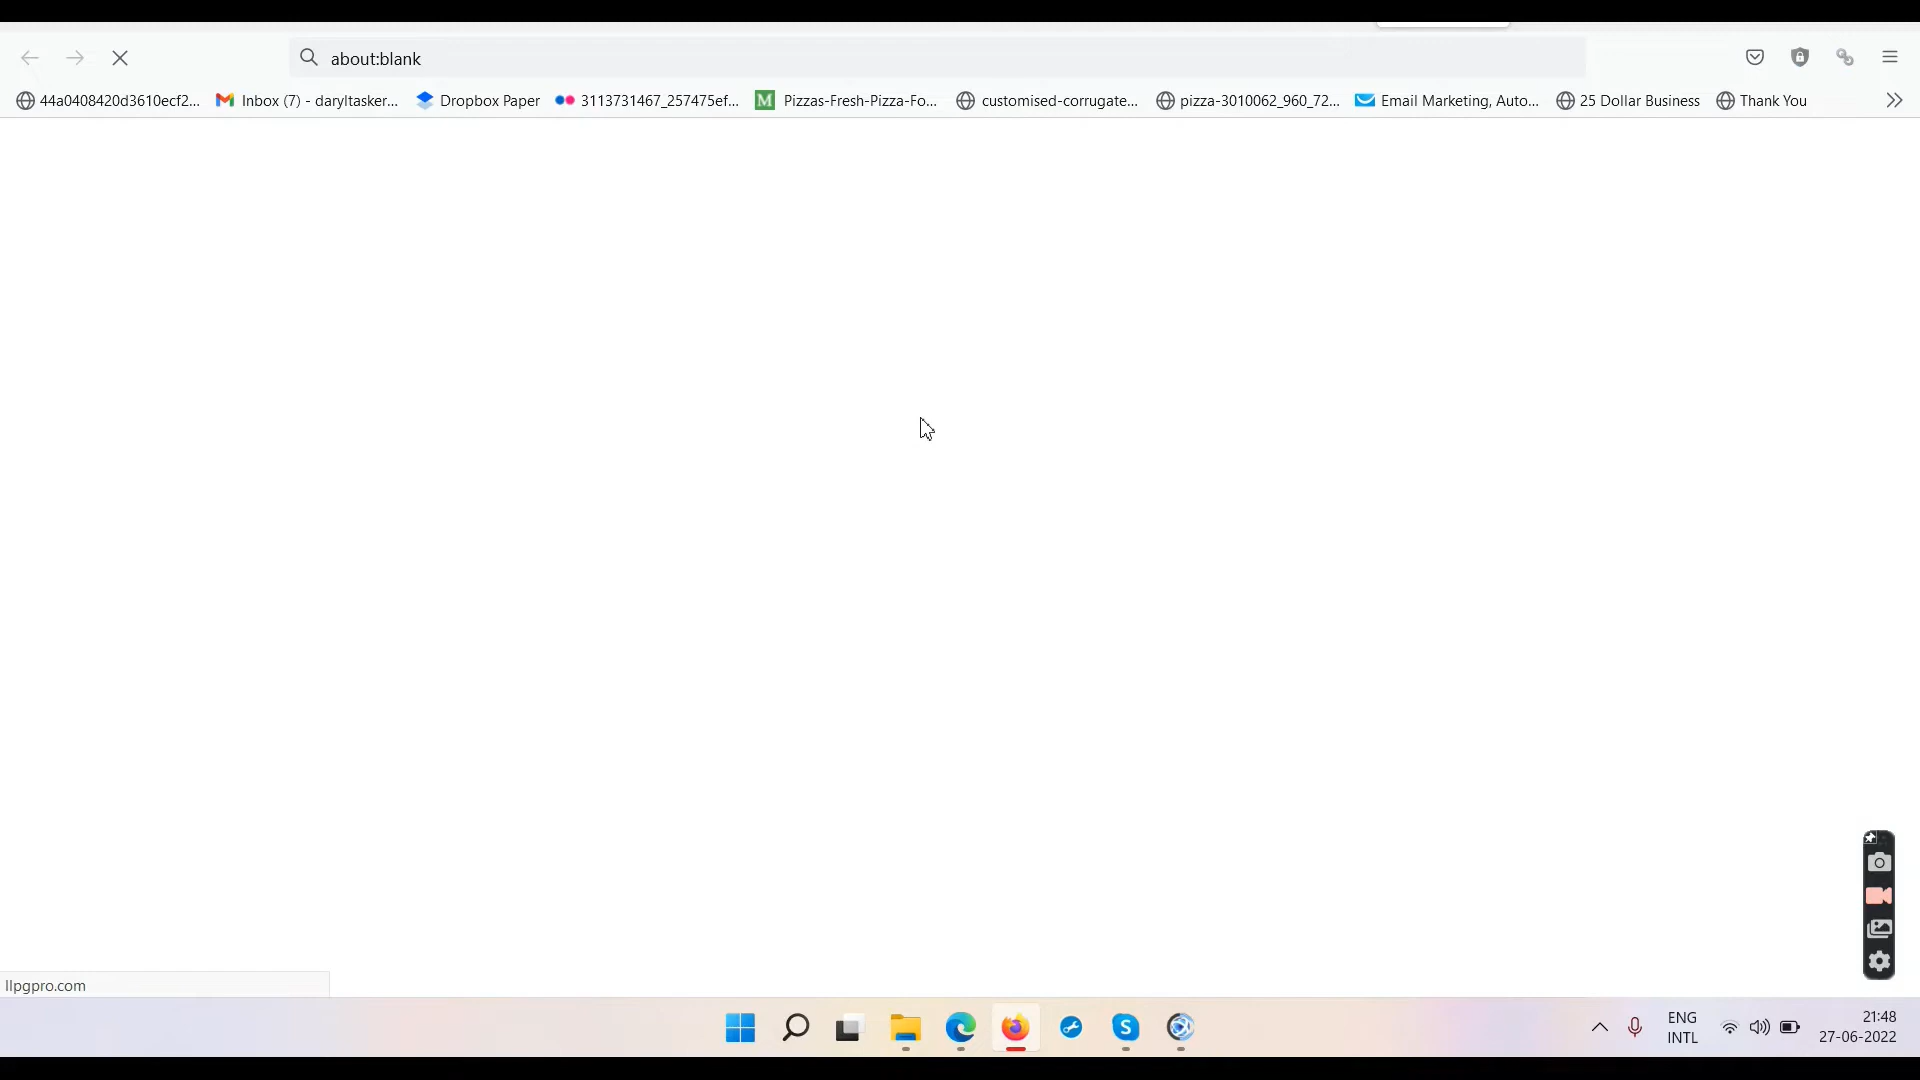 about:blank
44a0408420d3610ecf2...
Inbox (7) - daryltasker...
Dropbox Paper
3113731467_257475ef...
M
Pizzas-Fresh-Pizza-Fo...
customised-corrugate...
pizza-3010062_960_72...
Email Marketing, Auto...
25 Dollar Business
Thank You
llpgpro.com
S
ENG
INTL
21:48
27-06-2022